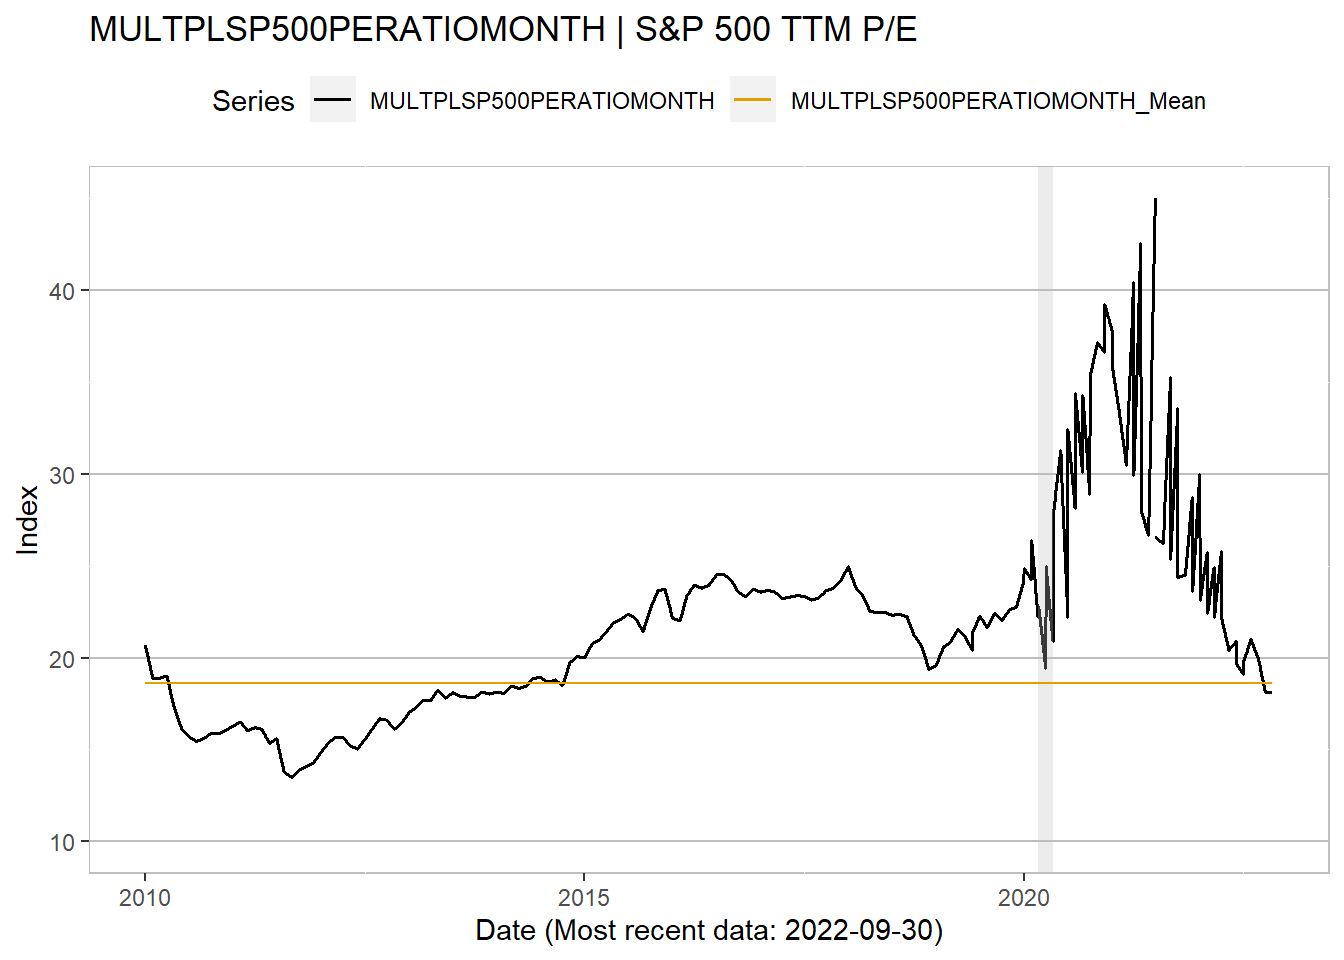 MULTPLSP500PERATIOMONTH | S&P 500 TTM P/E
Series MULTPLSP500PERATIOMONTH MULTPLSP500PERATIOMONTH_Mean
40
30
20
10
Index
2010 2015 2020
Date (Most recent data: 2022-09-30)